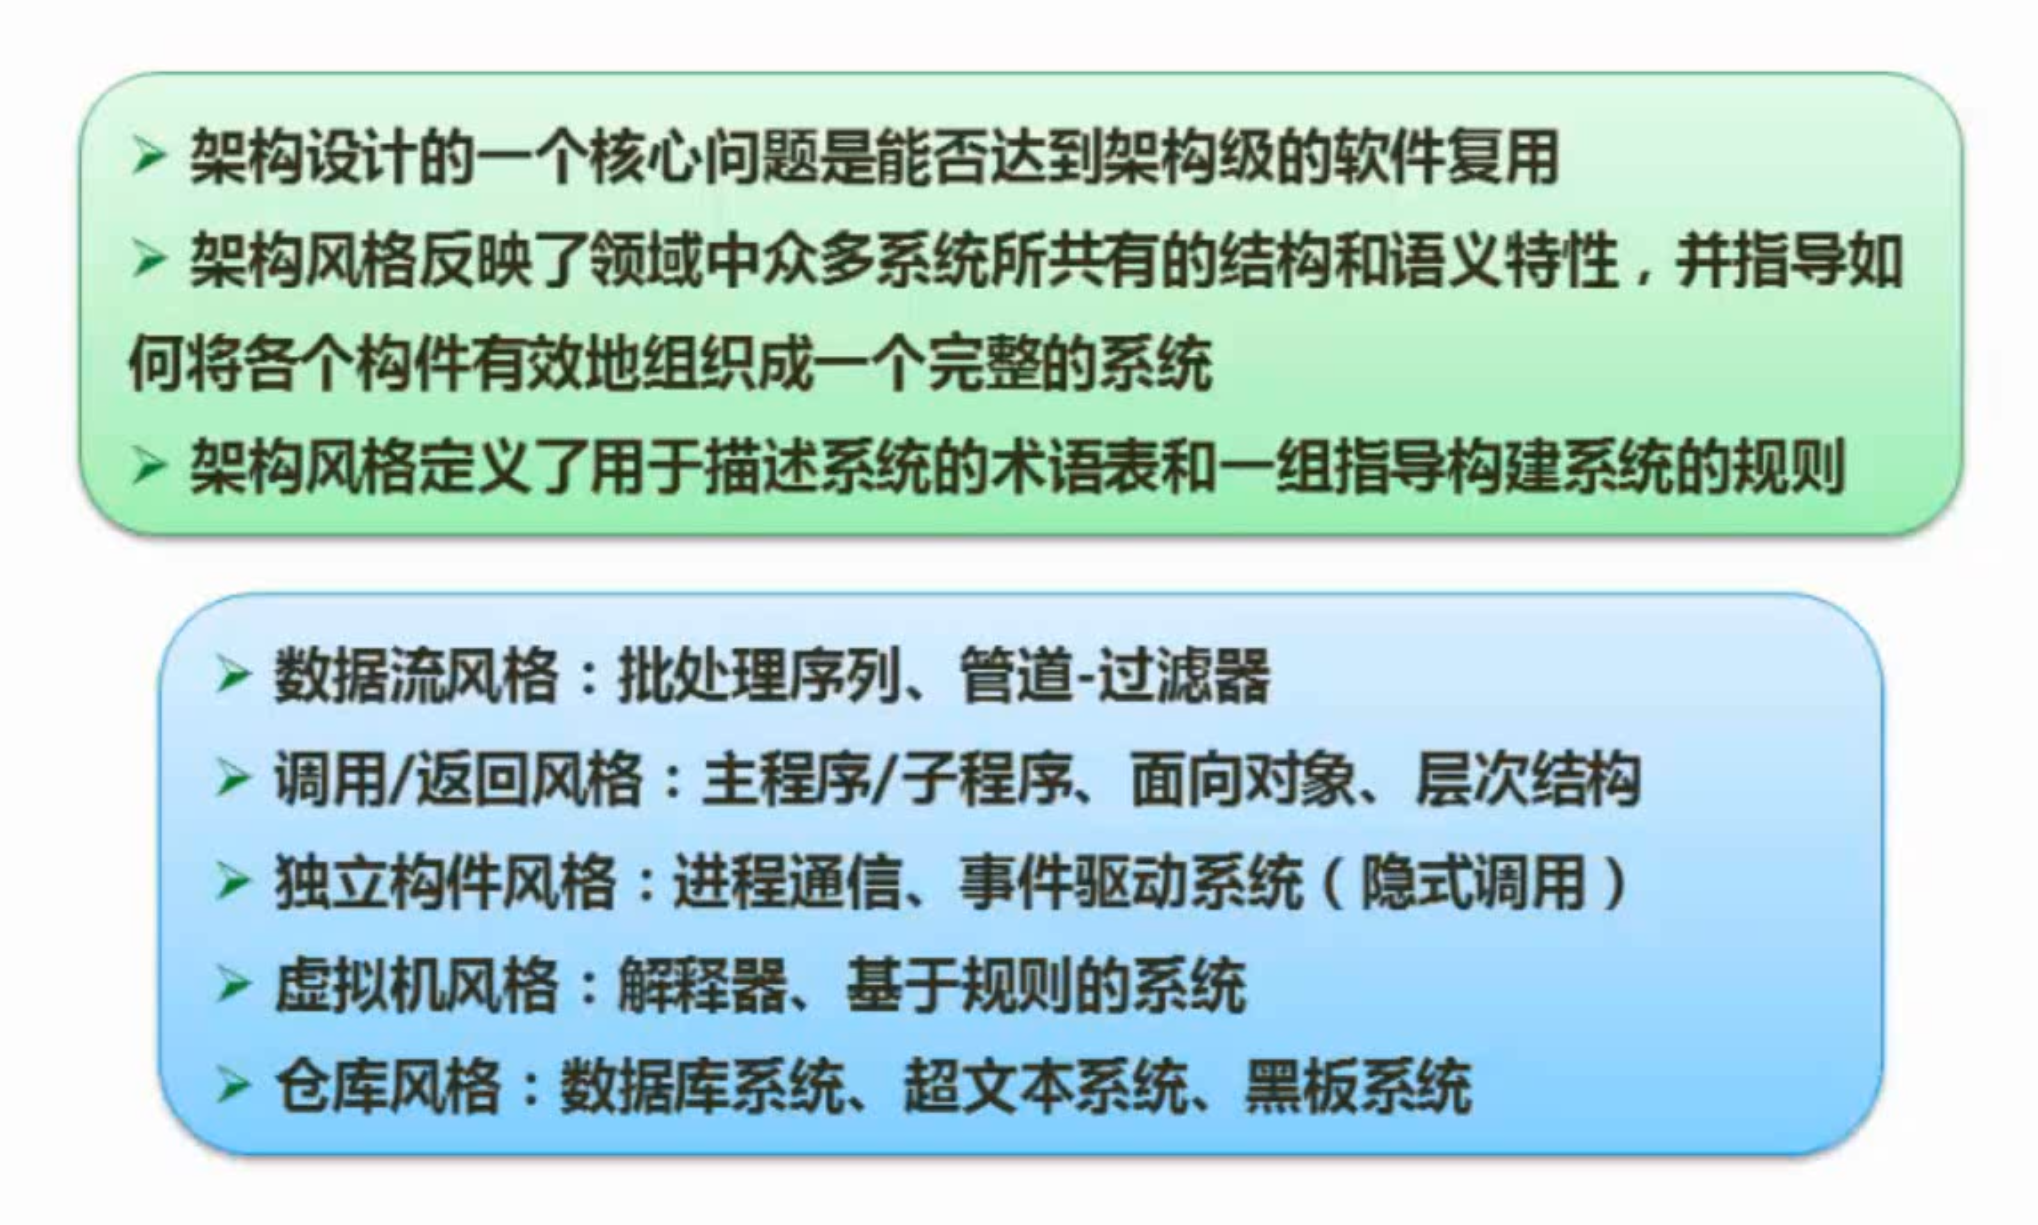 ➢ 架构设计的一个核心问题是能否达到架构级的软件复用
➢ 架构风格反映了领域中众多系统所共有的结构和语义特性，并指导如
何将各个构件有效地组织成一个完整的系统
➢ 架构风格定义了用于描述系统的术语表和一组指导构建系统的规则
➢ 数据流风格：批处理序列、管道-过滤器
➢ 调用/返回风格：主程序/子程序、面向对象、层次结构
➢ 独立构件风格：进程通信、事件驱动系统（隐式调用）
➢ 虚拟机风格：解释器、基于规则的系统
➢ 仓库风格：数据库系统、超文本系统、黑板系统